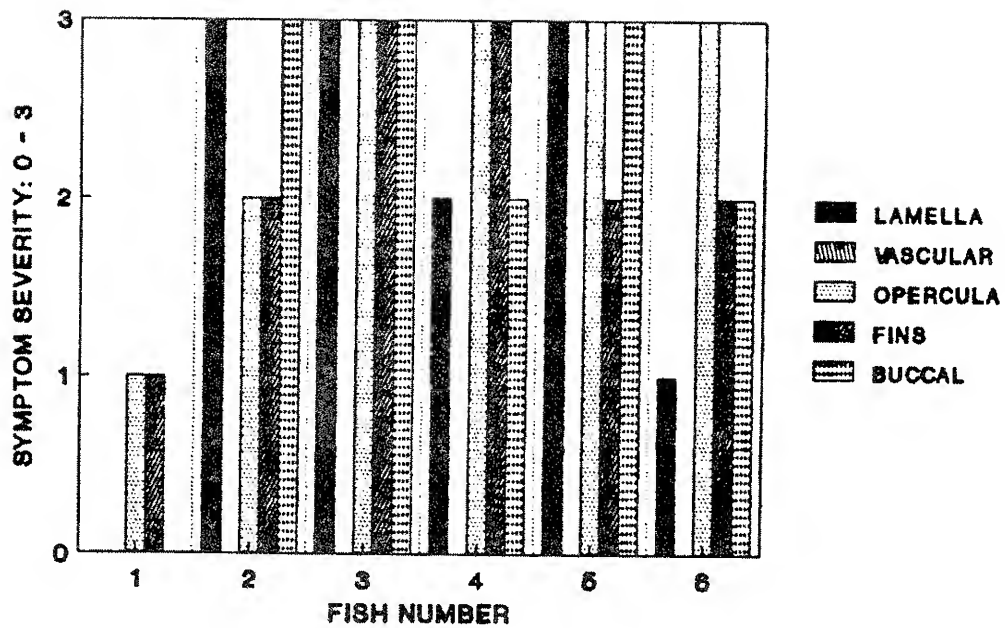 SYMPTOM SEVERITY: 0 - 3
3
2
1
0
1 2 3 4 5 6
FISH NUMBER
LAMELLA
VASCULAR
OPERCULA
FINS
BUCCAL